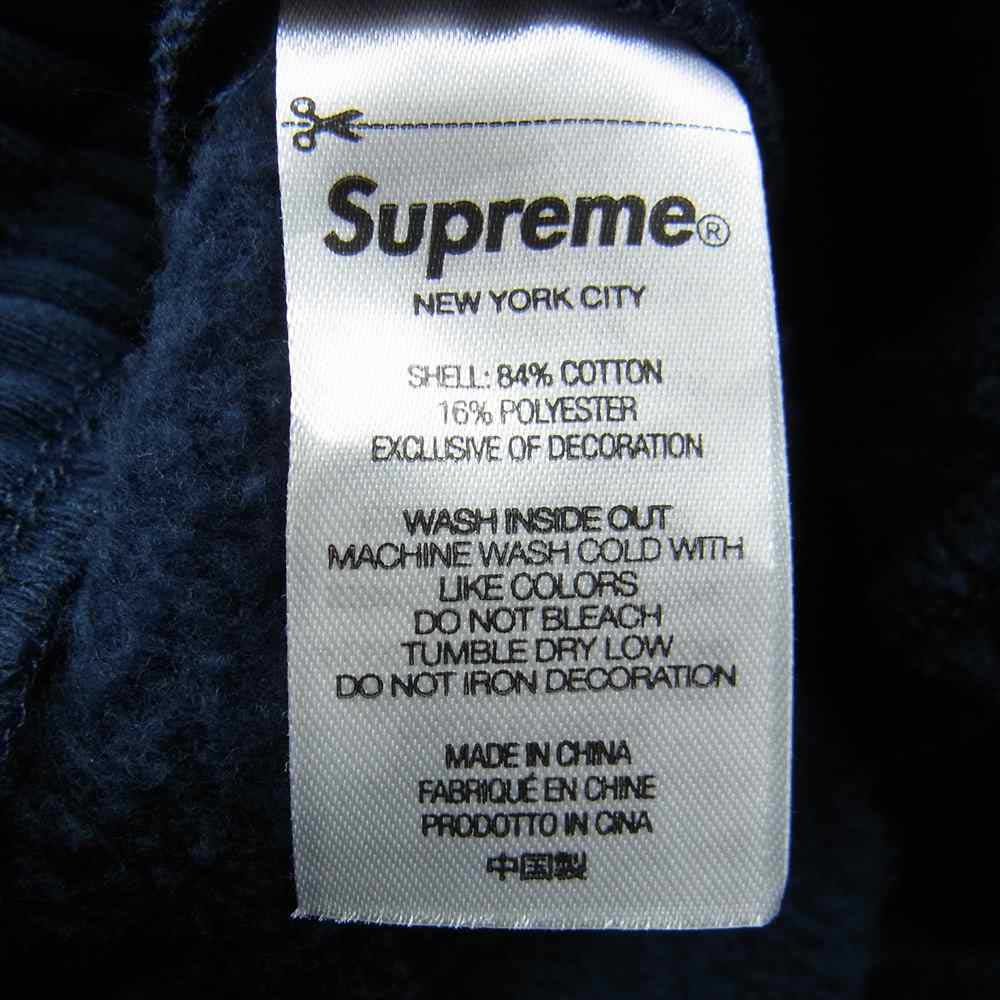 Supreme®
NEW YORK CITY
SHELL: 84% COTTON
16% POLYESTER
EXCLUSIVE OF DECORATION
WASH INSIDE OUT
MACHINE WASH COLD WITH
LIKE COLORS
DO NOT BLEACH
TUMBLE DRY LOW
DO NOT IRON DECORATION
MADE IN CHINA
FABRIQUÉ EN CHINE
PRODOTTO IN CINA
中国製